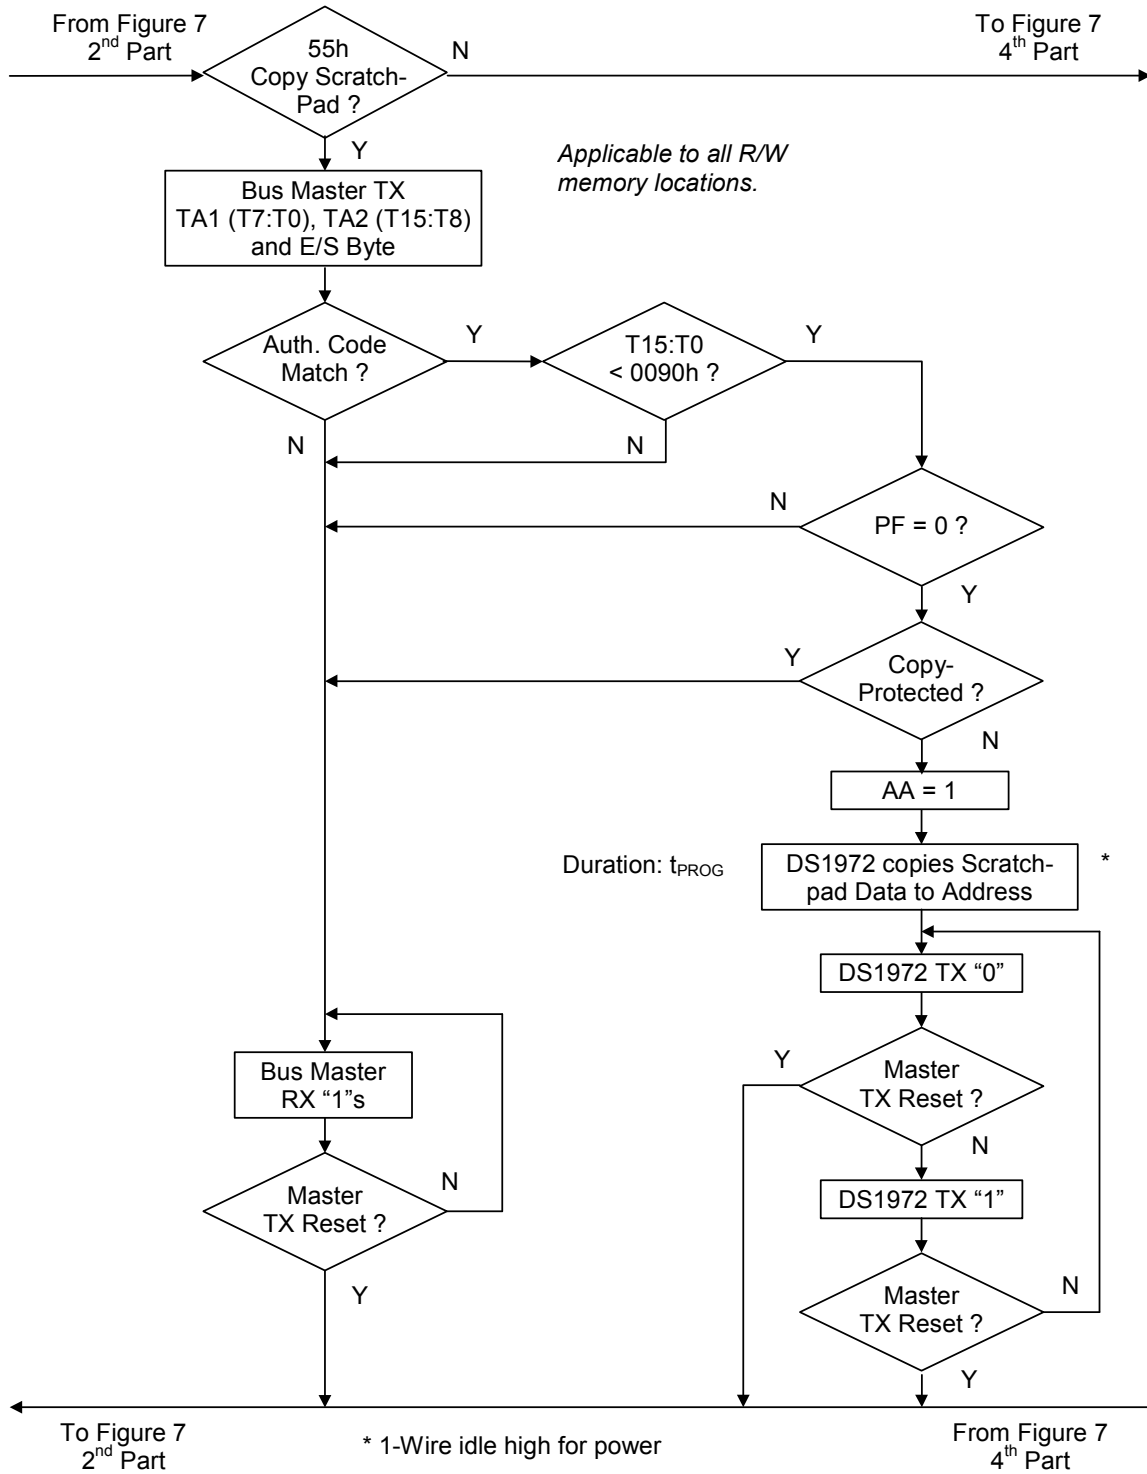 From Figure 7
2nd Part
55h
Copy Scratch-
Pad ?
N
To Figure 7
4th Part
Y
Applicable to all R/W
memory locations.
Bus Master TX
TA1 (T7:T0), TA2 (T15:T8)
and E/S Byte
Auth. Code
Match ?
Y
T15:T0
< 0090h ?
Y
N
N
N
PF = 0 ?
Y
Y
Copy-
Protected ?
N
AA = 1
Duration: tPROG
DS1972 copies Scratch-
pad Data to Address
*
DS1972 TX “0”
Y
Master
TX Reset ?
N
Bus Master
RX “1”s
DS1972 TX “1”
Master
TX Reset ?
N
Y
Master
TX Reset ?
N
Y
To Figure 7
2nd Part
* 1-Wire idle high for power
From Figure 7
4th Part